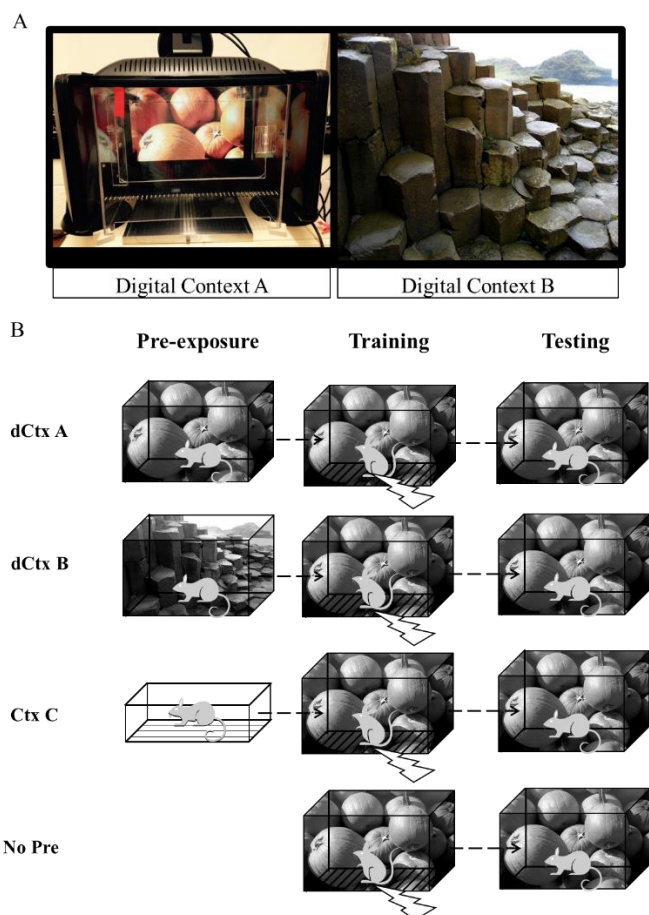 A
Digital Context A
Digital Context B
B
Pre-exposure
Training
Testing
dCtx A
dCtx B
Ctx C
No Pre